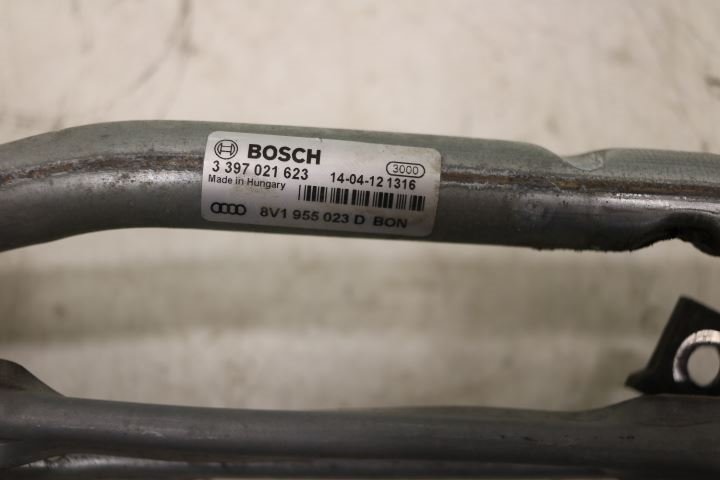 BOSCH
3000
3 397 021 623 14-04-12 1316
Made in Hungary
8V1 955 023 D BON